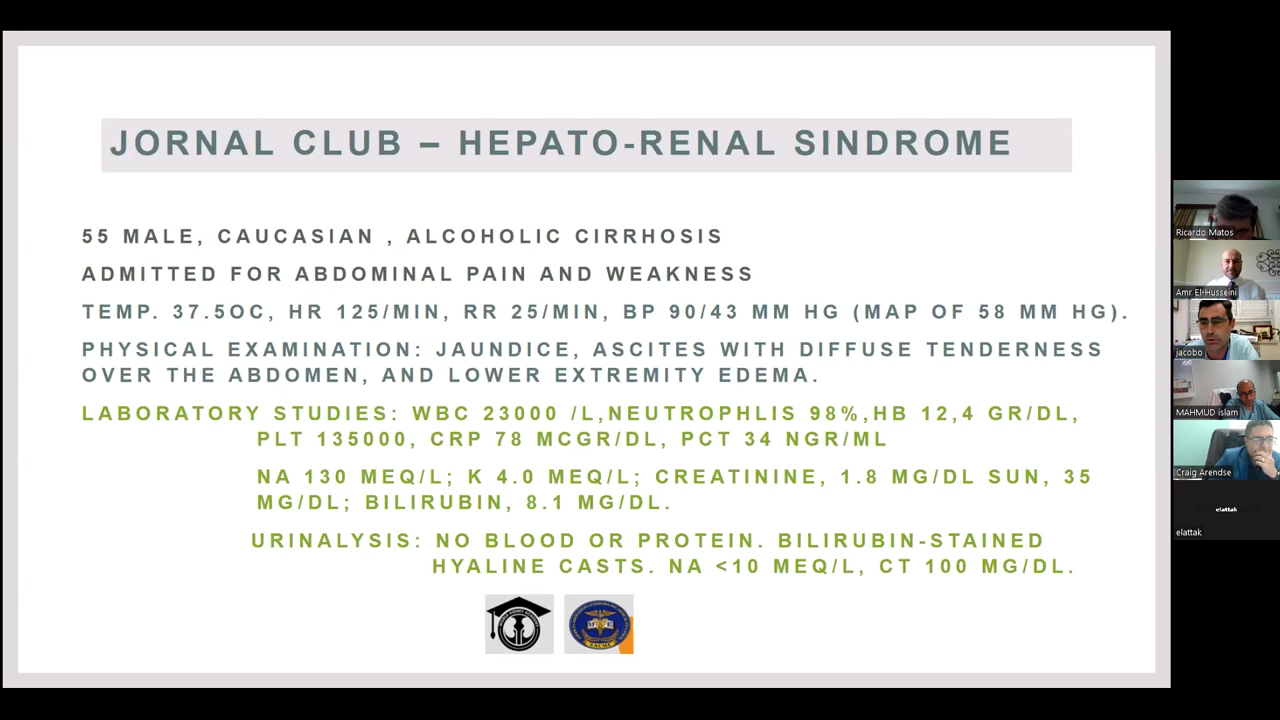 JORNAL CLUB – HEPATO-RENAL SINDROME
55 MALE, CAUCASIAN , ALCOHOLIC CIRRHOSIS
ADMITTED FOR ABDOMINAL PAIN AND WEAKNESS
TEMP. 37.5OC, HR 125/MIN, RR 25/MIN, BP 90/43 MM HG (MAP OF 58 MM HG).
PHYSICAL EXAMINATION: JAUNDICE, ASCITES WITH DIFFUSE TENDERNESS
OVER THE ABDOMEN, AND LOWER EXTREMITY EDEMA.
LABORATORY STUDIES: WBC 23000 /L,NEUTROPHLIS 98%,HB 12,4 GR/DL,
PLT 135000, CRP 78 MCGR/DL, PCT 34 NGR/ML
NA 130 MEQ/L; K 4.0 MEQ/L; CREATININE, 1.8 MG/DL SUN, 35
MG/DL; BILIRUBIN, 8.1 MG/DL.
URINALYSIS: NO BLOOD OR PROTEIN. BILIRUBIN-STAINED
HYALINE CASTS. NA <10 MEQ/L, CT 100 MG/DL.
Ricardo Matos
Amr El-Husseini
jacobo
MAHMUD islam
Craig Arendse
elattak
elattak